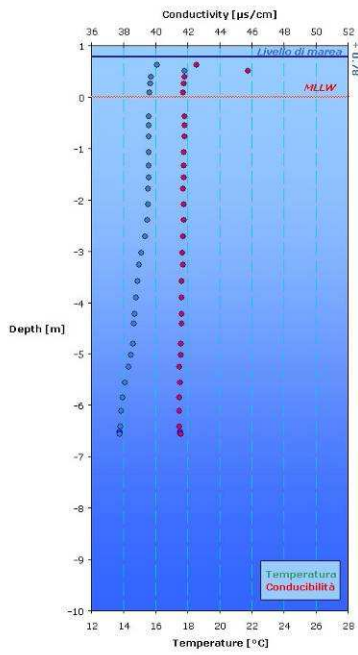 Conductivity [µs/cm]
36 38 40 42 44 46 48 50 52
Livello di marea
+ 0,78
MLLW
1
0
-1
-2
-3
-4
Depth [m]
-5
-6
-7
-8
-9
-10
Temperatura
Conducibilità
12 14 16 18 20 22 24 26 28
Temperature [°C]